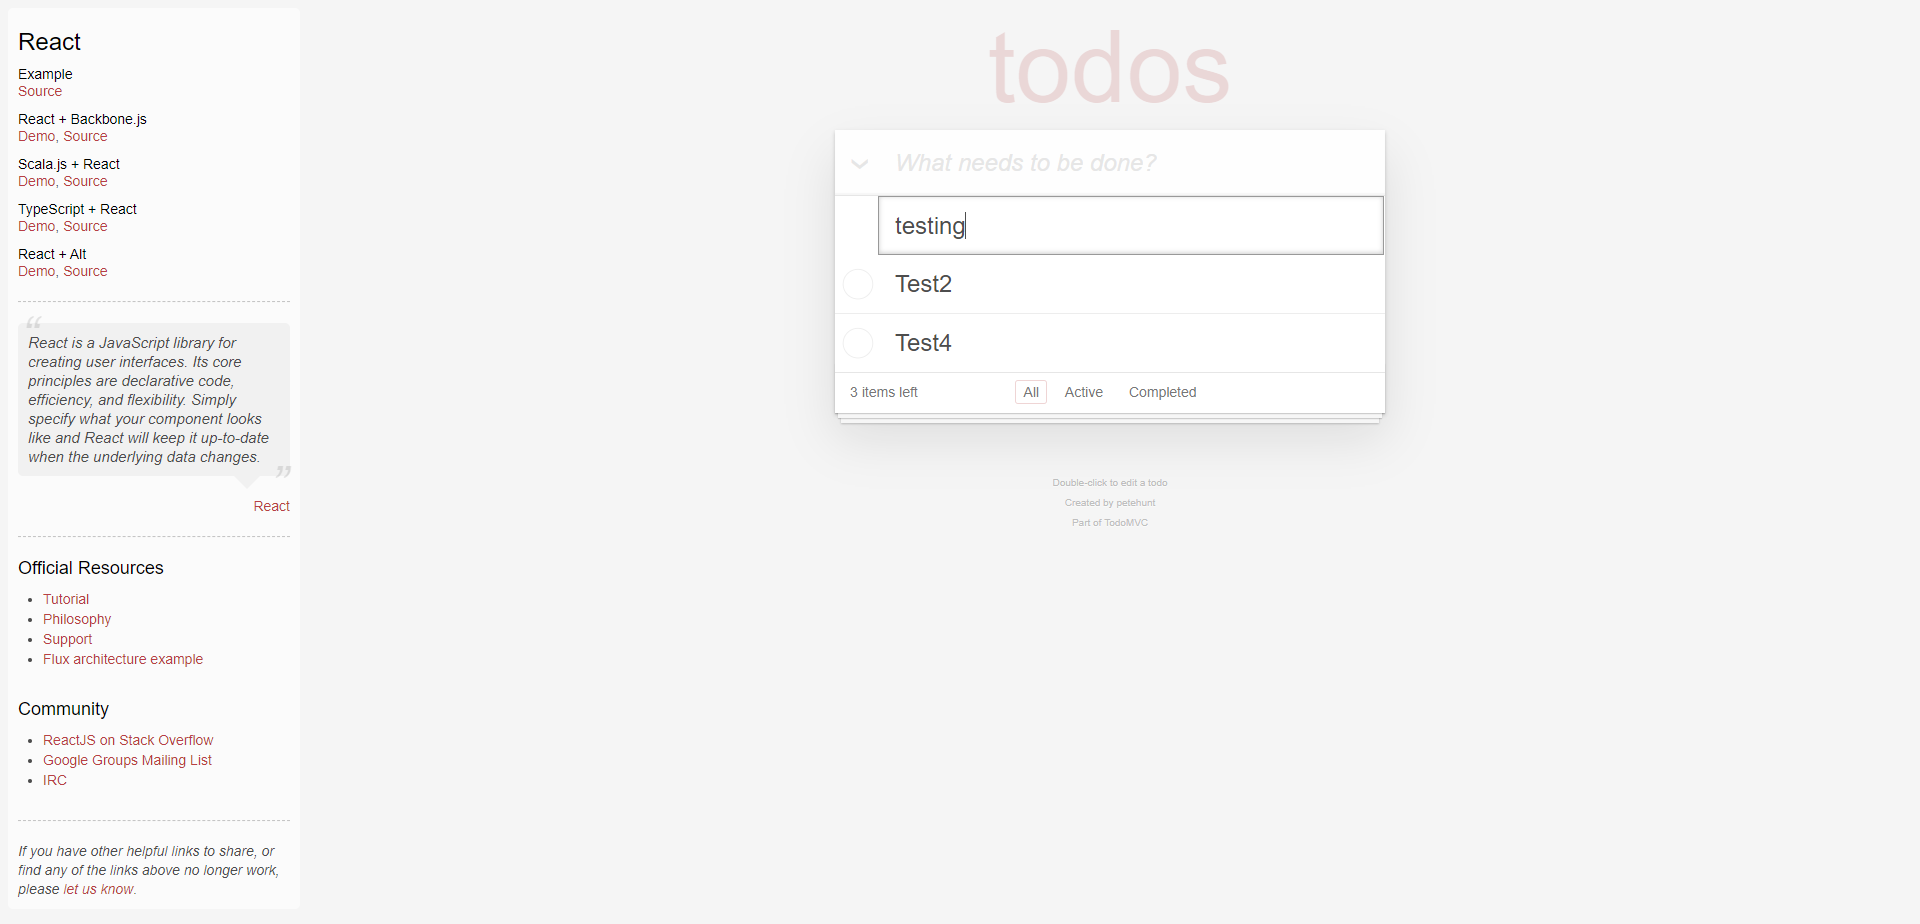 React
Example
Source
React + Backbone.js
Demo, Source
Scala.js + React
Demo, Source
TypeScript + React
Demo, Source
React + Alt
Demo, Source
“
React is a JavaScript library for
creating user interfaces. Its core
principles are declarative code,
efficiency, and flexibility. Simply
specify what your component looks
like and React will keep it up-to-date
when the underlying data changes.
”
React
Official Resources
• Tutorial
• Philosophy
• Support
• Flux architecture example
Community
• ReactJS on Stack Overflow
• Google Groups Mailing List
• IRC
If you have other helpful links to share, or
find any of the links above no longer work,
please let us know.
todos
What needs to be done?
testing
Test2
Test4
3 items left All Active Completed
Double-click to edit a todo
Created by petehunt
Part of TodoMVC